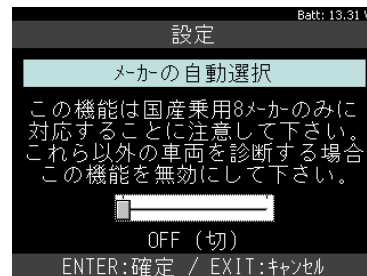 Batt: 13.31 V
設定
ﾒｰｶｰの自動選択
この機能は国産乗用8ﾒｰｶｰのみに
対応することに注意して下さい。
これら以外の車両を診断する場合
この機能を無効にして下さい。
OFF (切)
ENTER:確定 / EXIT:ｷｬﾝｾﾙ